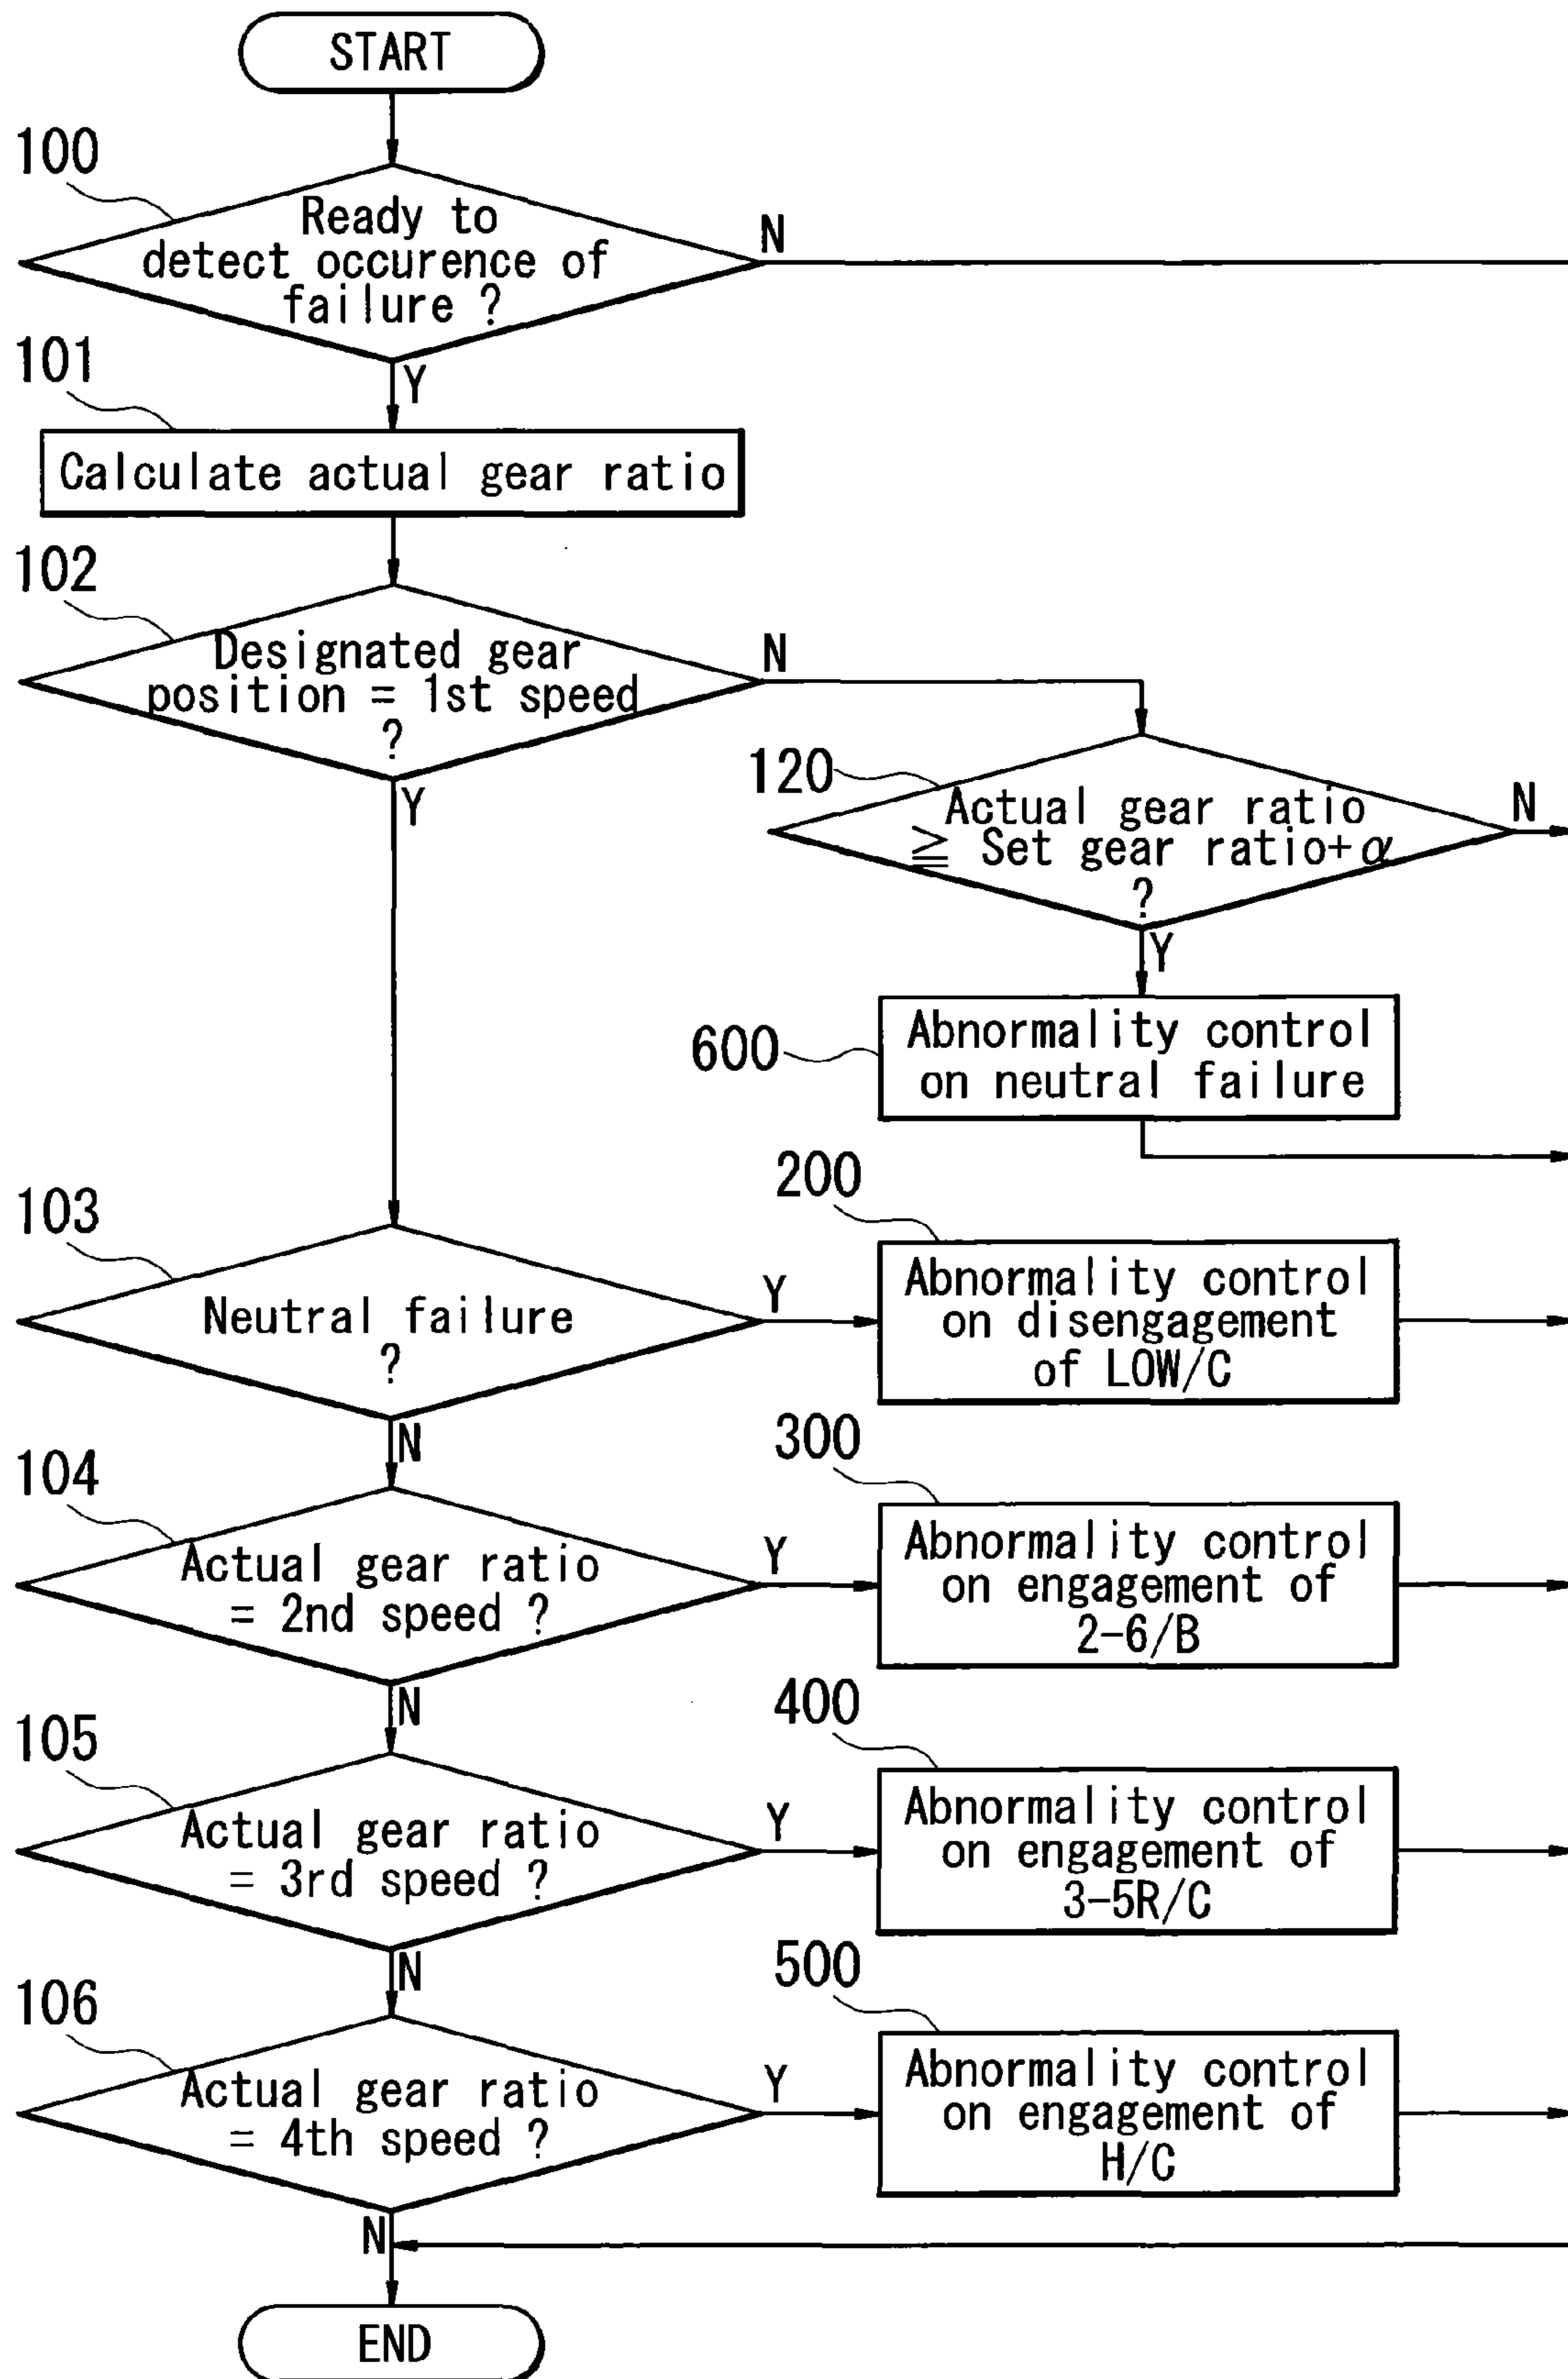 START
100
Ready to
detect occurence of
failure ?
N
Y
101
Calculate actual gear ratio
102
Designated gear
position = 1st speed
?
N
Y
120
Actual gear ratio
≧ Set gear ratio+α
?
N
Y
600
Abnormality control
on neutral failure
103
Neutral failure
?
Y
N
200
Abnormality control
on disengagement
of LOW/C
104
Actual gear ratio
= 2nd speed ?
Y
N
300
Abnormality control
on engagement of
2-6/B
105
Actual gear ratio
= 3rd speed ?
Y
N
400
Abnormality control
on engagement of
3-5R/C
106
Actual gear ratio
= 4th speed ?
Y
N
500
Abnormality control
on engagement of
H/C
END